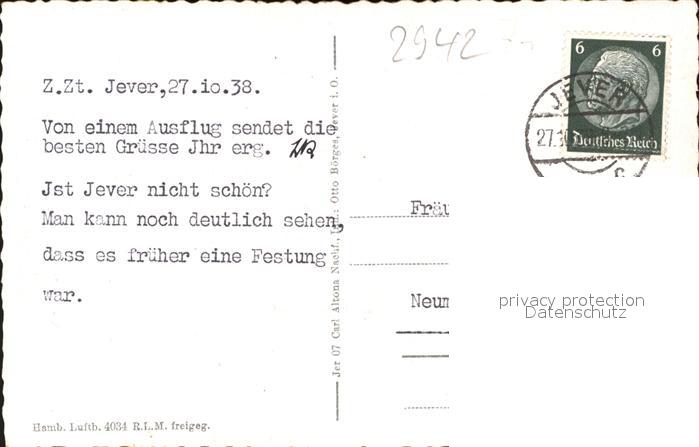 2942
6 6
Deutsches Reich
JEVER
27.10
c
Z.Zt. Jever,27.10.38.
Von einem Ausflug sendet die
besten Grüsse Jhr erg.
Jst Jever nicht schön?
Man kann noch deutlich sehen,
dass es früher eine Festung
war.
Jer 07 Carl Altona Nachf., Inh.: Otto Börges, Jever i. O.
Fräu
Neum
privacy protection
Datenschutz
Hamb. Luftb. 4034 R.L.M. freigeg.